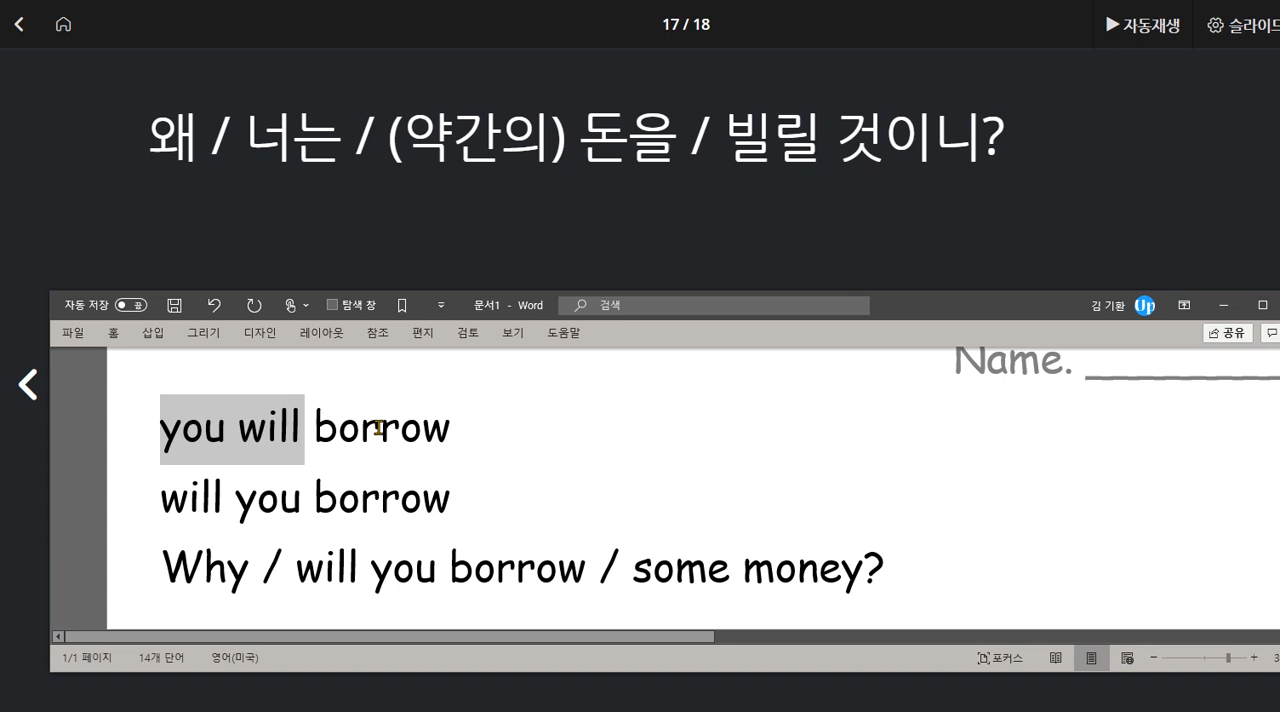 17 / 18
자동재생
슬라이드
왜 / 너는 / (약간의) 돈을 / 빌릴 것이니?
자동 저장
끔
탐색 창
문서1 - Word
검색
김 기환
Up
파일
홈
삽입
그리기
디자인
레이아웃
참조
편지
검토
보기
도움말
공유
Name. __________
you will borrow
will you borrow
Why / will you borrow / some money?
1/1 페이지
14개 단어
영어(미국)
포커스
3